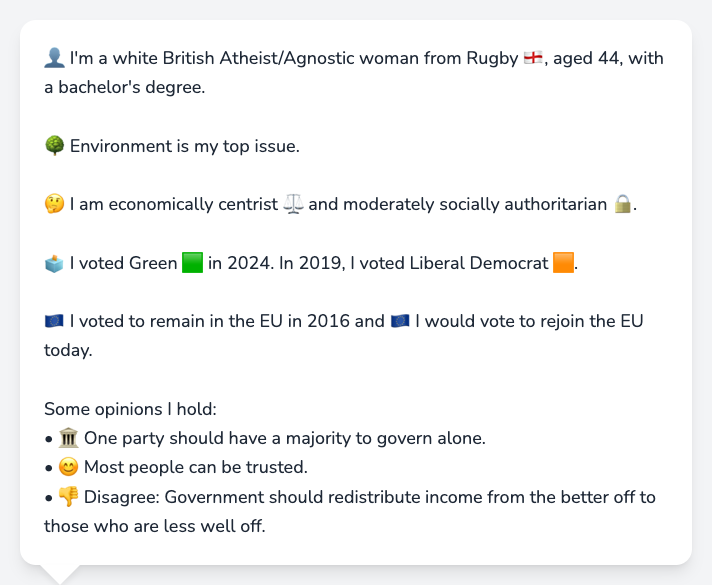 👤 I'm a white British Atheist/Agnostic woman from Rugby 🏴󠁧󠁢󠁥󠁮󠁧󠁿, aged 44, with
a bachelor's degree.
🌳 Environment is my top issue.
🤔 I am economically centrist ⚖️ and moderately socially authoritarian 🔒.
🗳️ I voted Green 🟩 in 2024. In 2019, I voted Liberal Democrat 🟧.
🇪🇺 I voted to remain in the EU in 2016 and 🇪🇺 I would vote to rejoin the EU
today.
Some opinions I hold:
• 🏛️ One party should have a majority to govern alone.
• 😊 Most people can be trusted.
• 👎 Disagree: Government should redistribute income from the better off to
those who are less well off.